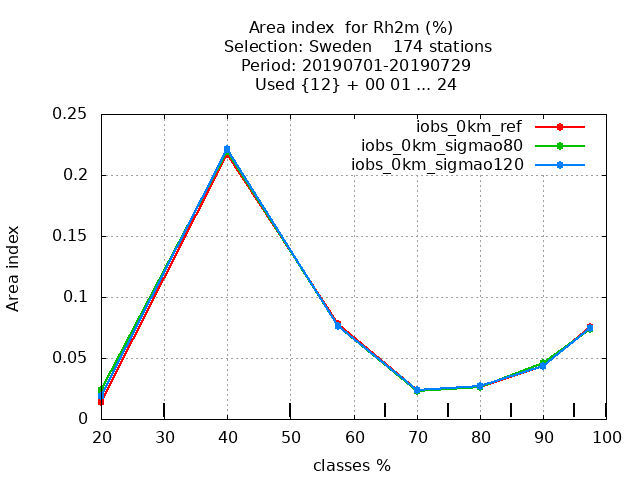 Area index  for Rh2m (%)
Selection: Sweden    174 stations
Period: 20190701-20190729
Used {12} + 00 01 ... 24
iobs_0km_ref
iobs_0km_sigmao80
iobs_0km_sigmao120
0.25
0.2
0.15
0.1
0.05
0
Area index
20 30 40 50 60 70 80 90 100
classes %